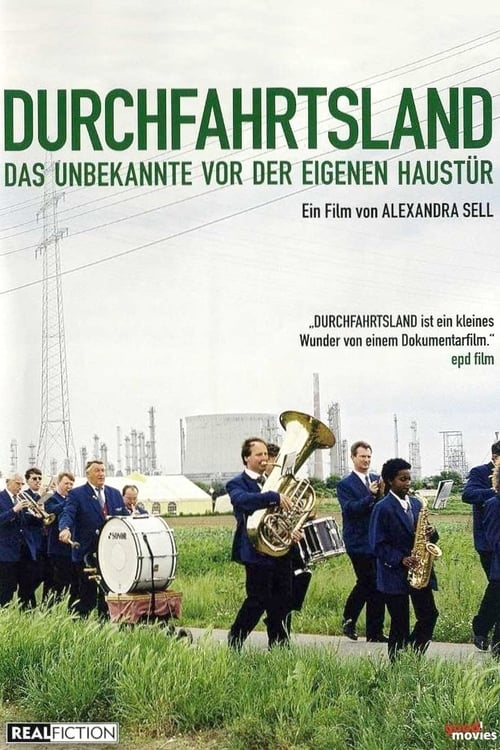 DURCHFAHRTSLAND
DAS UNBEKANNTE VOR DER EIGENEN HAUSTÜR
Ein Film von ALEXANDRA SELL
„DURCHFAHRTSLAND ist ein kleines
Wunder von einem Dokumentarfilm."
epd film
SONOR
REALFICTION
good!movies